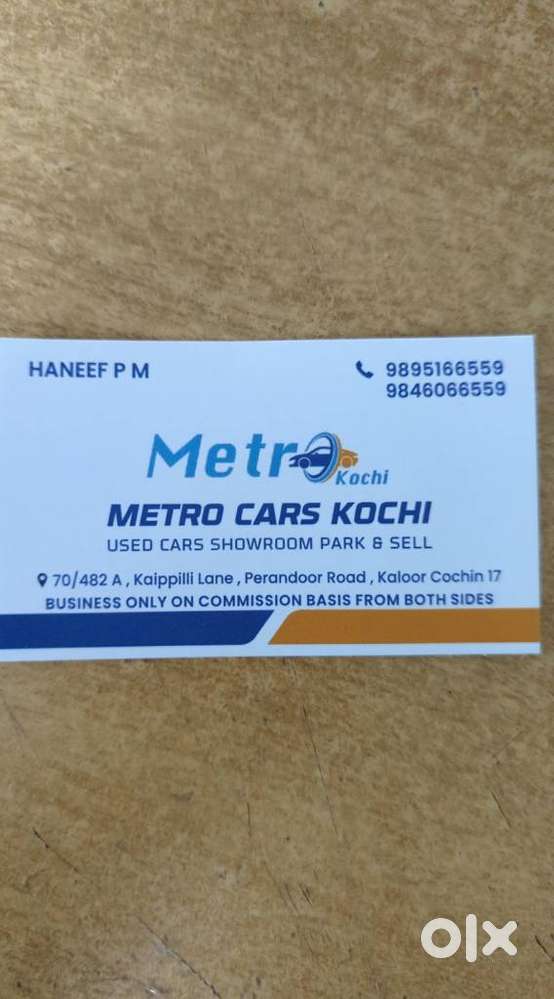 HANEEF P M
9895166559
9846066559
Metro
Kochi
METRO CARS KOCHI
USED CARS SHOWROOM PARK & SELL
70/482 A , Kaippilli Lane , Perandoor Road , Kaloor Cochin 17
BUSINESS ONLY ON COMMISSION BASIS FROM BOTH SIDES
olx